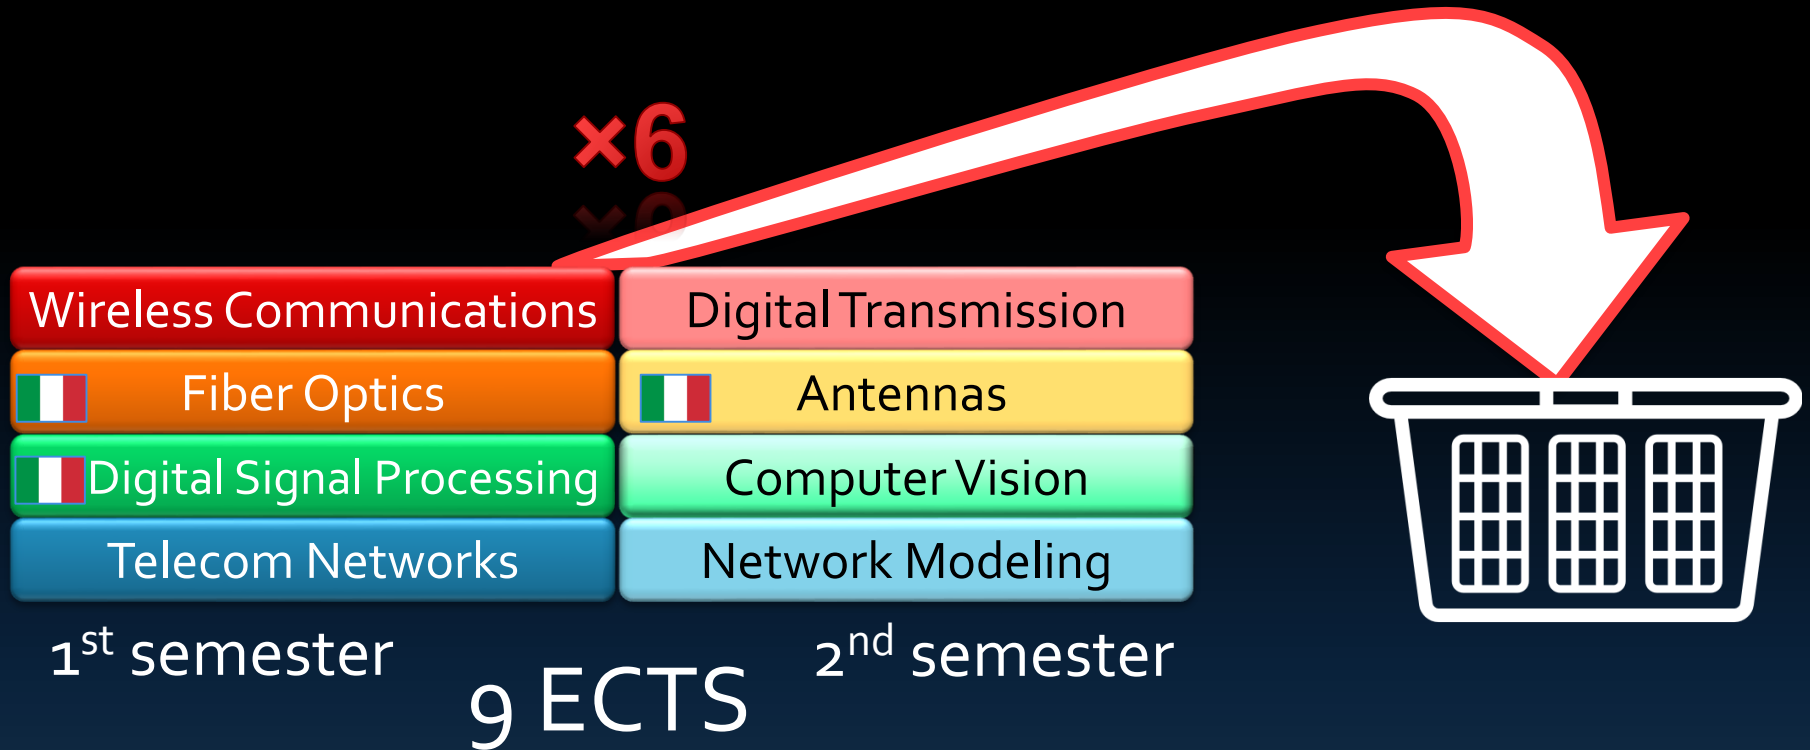 ×6
Wireless Communications
Digital Transmission
Fiber Optics
Antennas
Digital Signal Processing
Computer Vision
Telecom Networks
Network Modeling
1st semester
2nd semester
9 ECTS